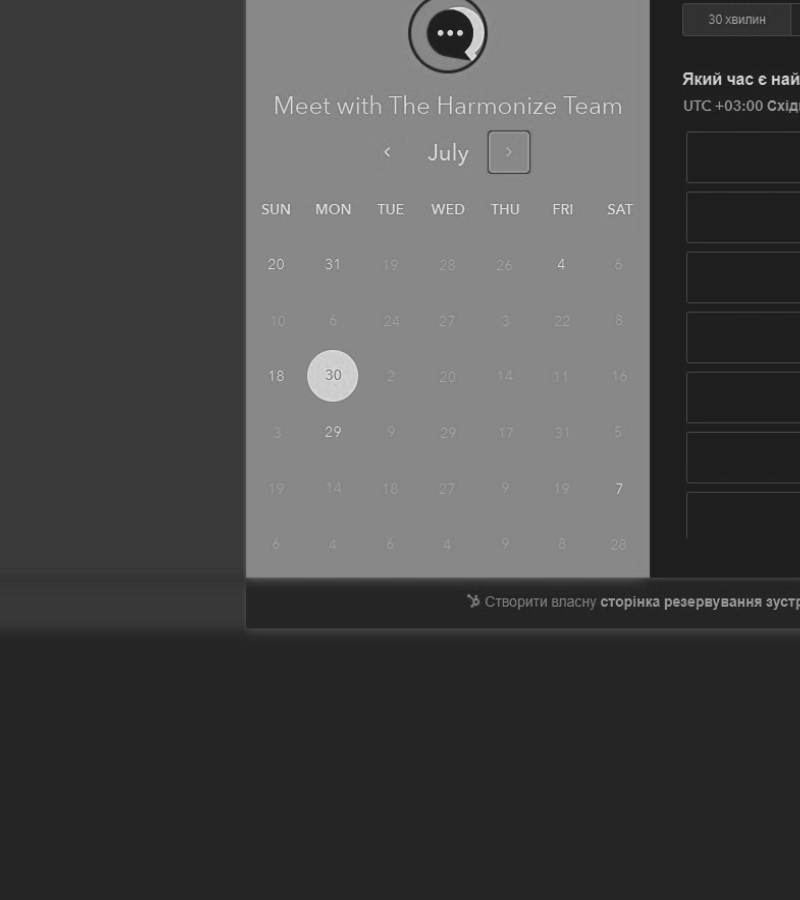 30 хвилин
Який час є най
UTC +03:00 Схід
Meet with The Harmonize Team
July
SUN MON TUE WED THU FRI SAT
20 31 19 28 26 4 6
10 6 24 27 3 22 8
18 30 2 20 14 11 16
3 29 9 29 17 31 5
19 14 18 27 9 19 7
6 4 6 4 9 8 28
Створити власну сторінка резервування зустр